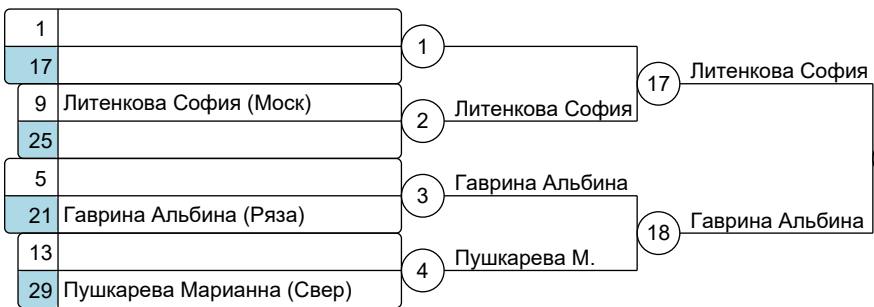 1
17
1
9 Литенкова София (Моск)
25
2
Литенкова София
17
Литенкова София
5
21 Гаврина Альбина (Ряза)
3
Гаврина Альбина
13
29 Пушкарева Марианна (Свер)
4
Пушкарева М.
18
Гаврина Альбина